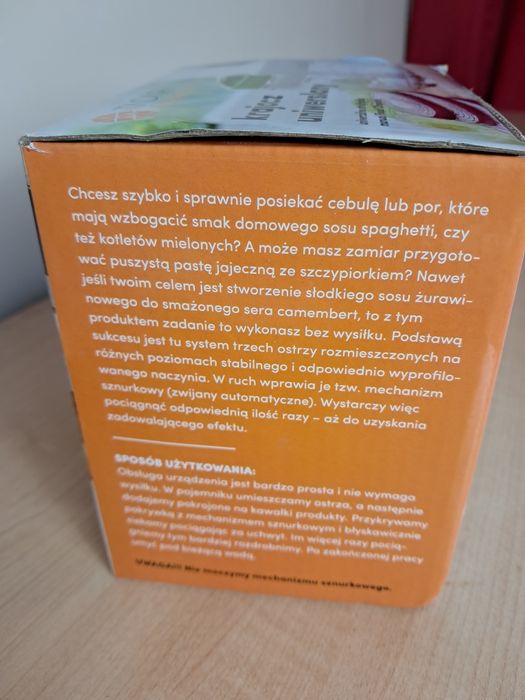 krójcz
uniwersalny
Chcesz szybko i sprawnie posiekać cebulę lub por, które
mają wzbogacić smak domowego sosu spaghetti, czy
też kotletów mielonych? A może masz zamiar przygoto-
wać puszystą pastę jajeczną ze szczypiorkiem? Nawet
jeśli twoim celem jest stworzenie słodkiego sosu żurawi-
nowego do smażonego sera camembert, to z tym
produktem zadanie to wykonasz bez wysiłku. Podstawą
sukcesu jest tu system trzech ostrzy rozmieszczonych na
różnych poziomach stabilnego i odpowiednio wyprofilo-
wanego naczynia. W ruch wprawia je tzw. mechanizm
sznurkowy (zwijany automatycznie). Wystarczy więc
pociągnąć odpowiednią ilość razy – aż do uzyskania
zadowalającego efektu.
SPOSÓB UŻYTKOWANIA:
Obsługa urządzenia jest bardzo prosta i nie wymaga
wysiłku. W pojemniku umieszczamy ostrza, a następnie
dodajemy pokrojone na kawałki produkty. Przykrywamy
pokrywką z mechanizmem sznurkowym i błyskawicznie
siekamy pociągając za uchwyt. Im więcej razy pocią-
gniemy tym bardziej rozdrobnimy. Po zakończonej pracy
umyć pod bieżącą wodą.
UWAGA!!! Nie moczymy mechanizmu sznurkowego.